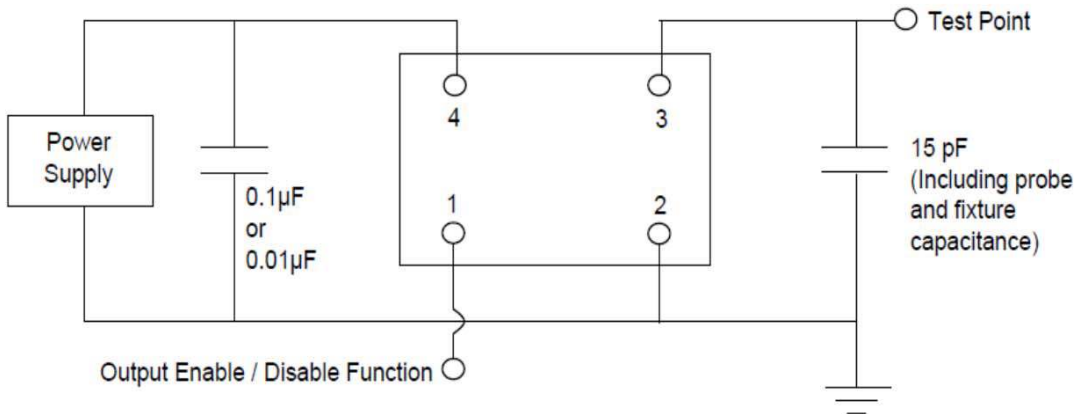 Test Point
4
3
Power
Supply
15 pF
(Including probe
and fixture
capacitance)
0.1µF
or
0.01µF
1
2
Output Enable / Disable Function